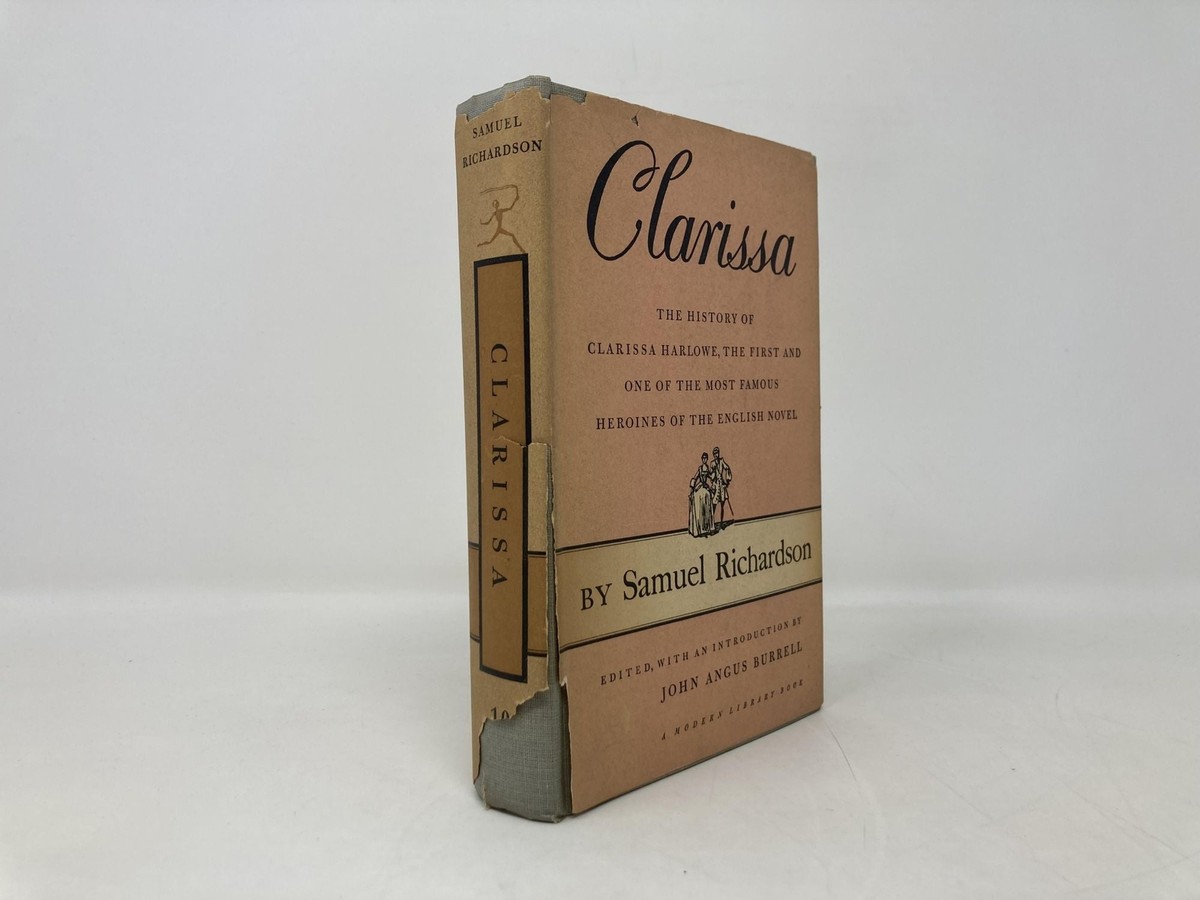 SAMUEL
RICHARDSON
CLARISSA
10
Clarissa
THE HISTORY OF
CLARISSA HARLOWE, THE FIRST AND
ONE OF THE MOST FAMOUS
HEROINES OF THE ENGLISH NOVEL
BY Samuel Richardson
EDITED, WITH AN INTRODUCTION BY
JOHN ANGUS BURRELL
A MODERN LIBRARY BOOK